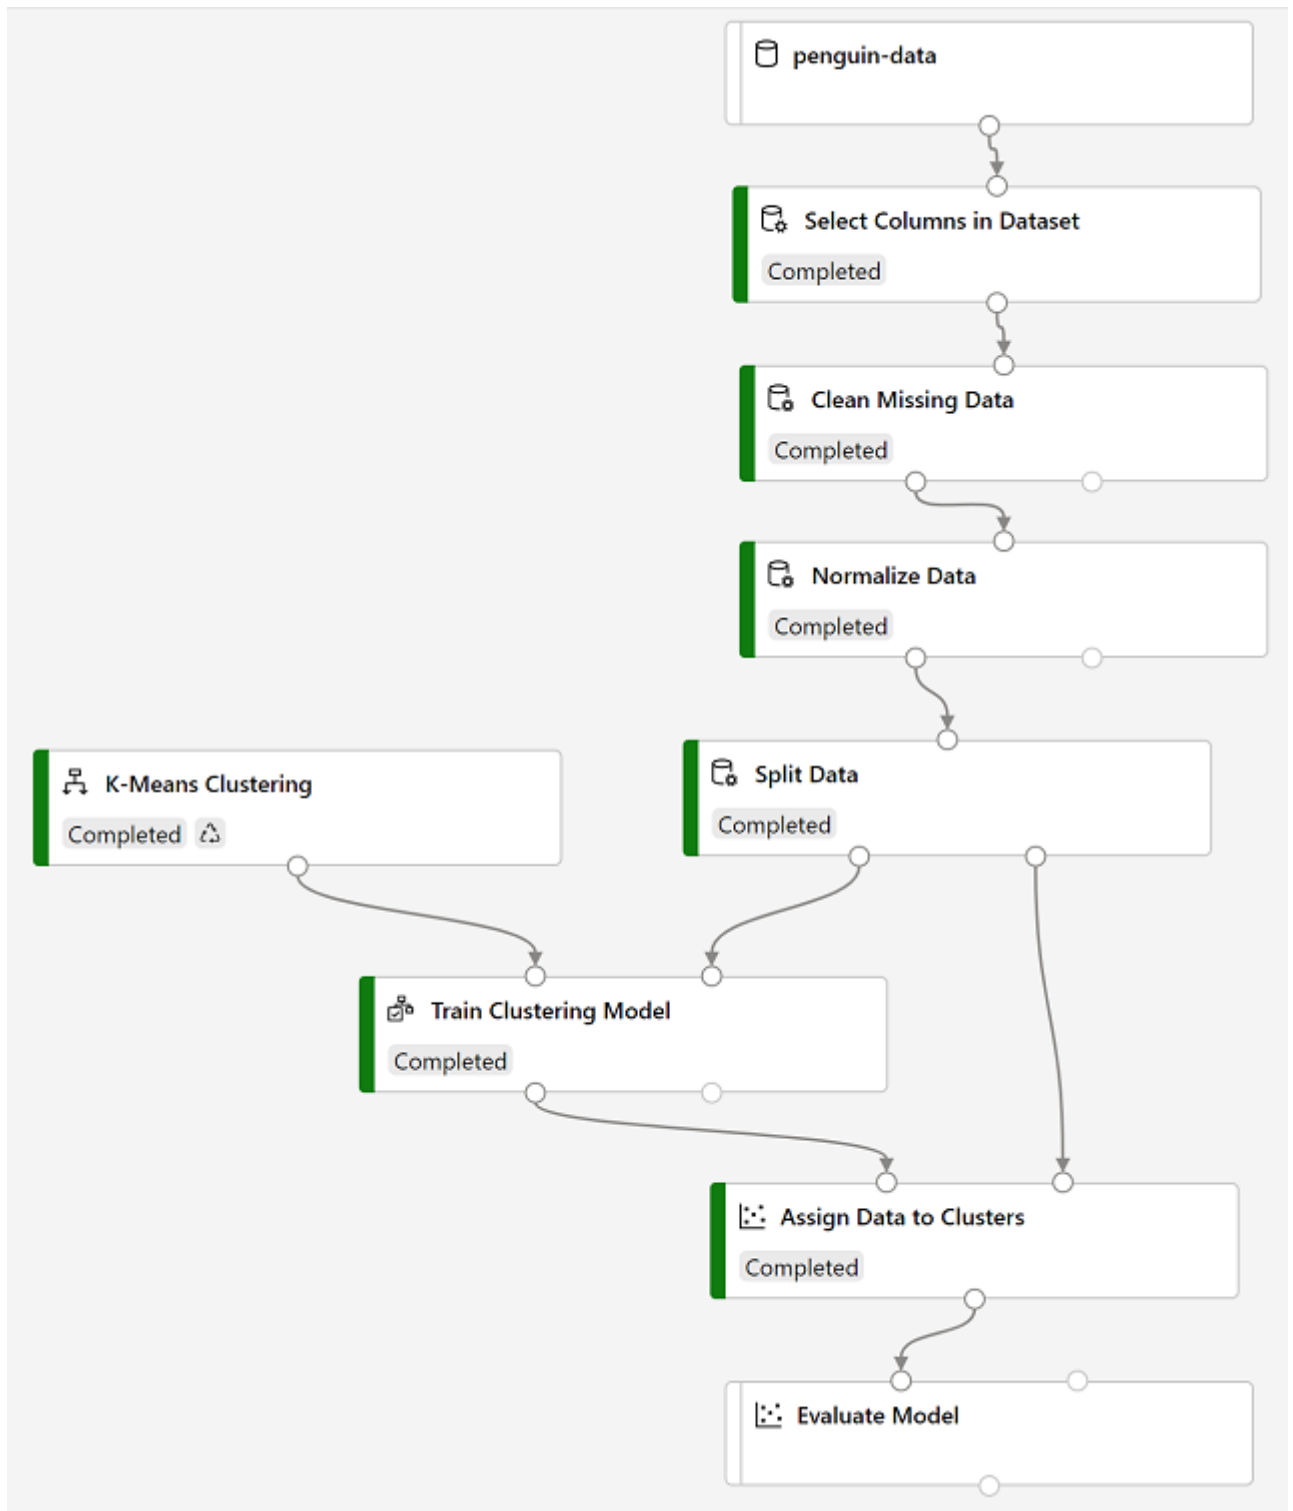 penguin-data
Select Columns in Dataset
Completed
Clean Missing Data
Completed
Normalize Data
Completed
K-Means Clustering
Completed
Split Data
Completed
Train Clustering Model
Completed
Assign Data to Clusters
Completed
Evaluate Model